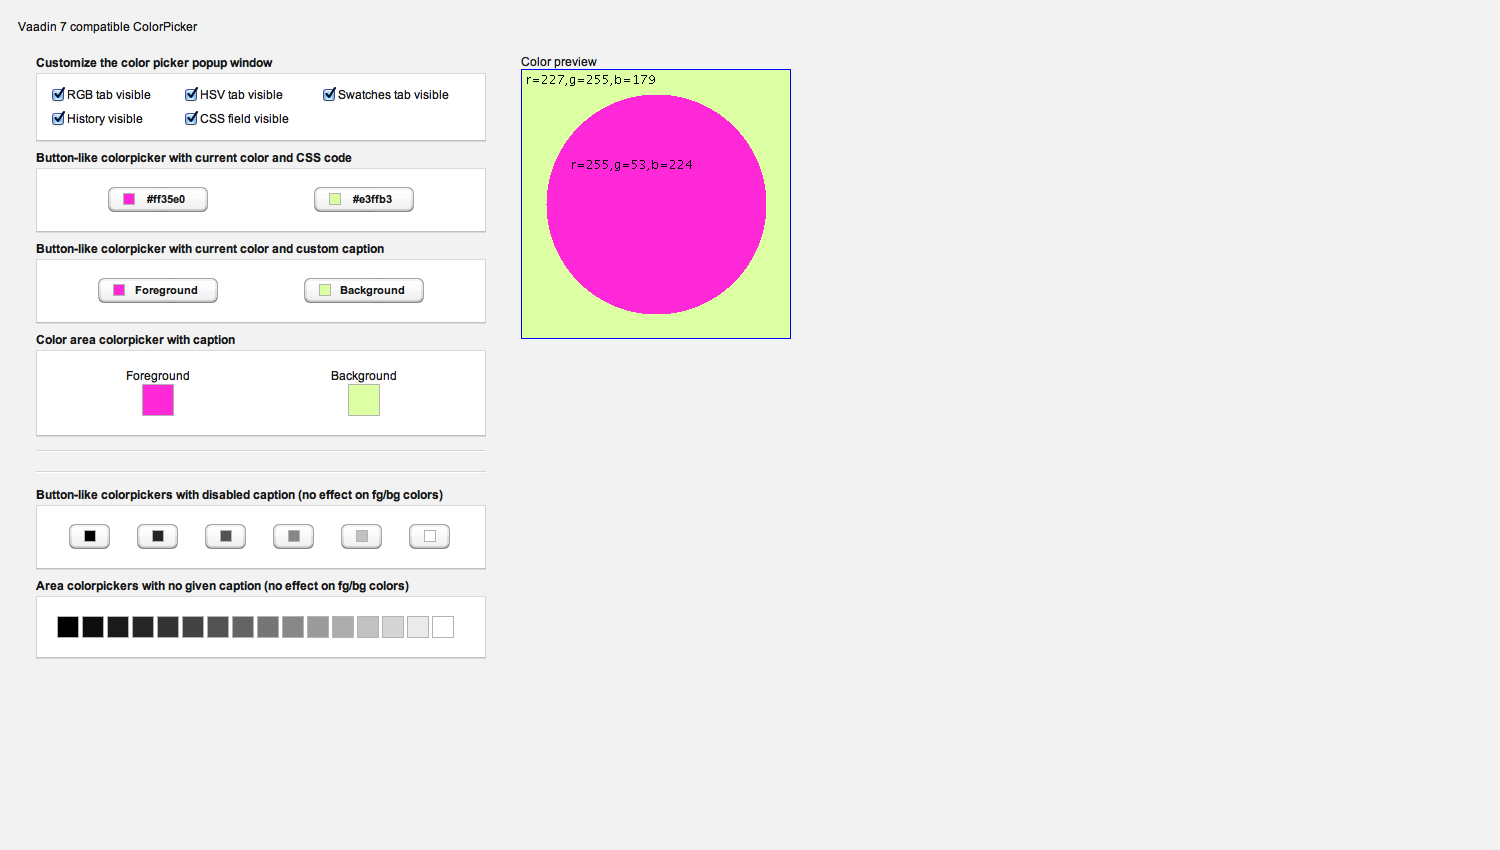 Vaadin 7 compatible ColorPicker
Customize the color picker popup window
RGB tab visible HSV tab visible Swatches tab visible
History visible CSS field visible
Button-like colorpicker with current color and CSS code
#ff35e0 #e3ffb3
Button-like colorpicker with current color and custom caption
Foreground Background
Color area colorpicker with caption
Foreground Background
Button-like colorpickers with disabled caption (no effect on fg/bg colors)
Area colorpickers with no given caption (no effect on fg/bg colors)
Color preview
r=227,g=255,b=179
r=255,g=53,b=224